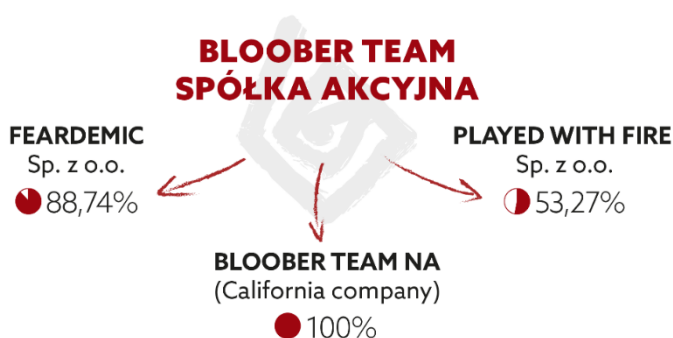 BLOOBER TEAM
SPÓŁKA AKCYJNA
FEARDEMIC
Sp. z o.o.
88,74%
PLAYED WITH FIRE
Sp. z o.o.
53,27%
BLOOBER TEAM NA
(California company)
100%